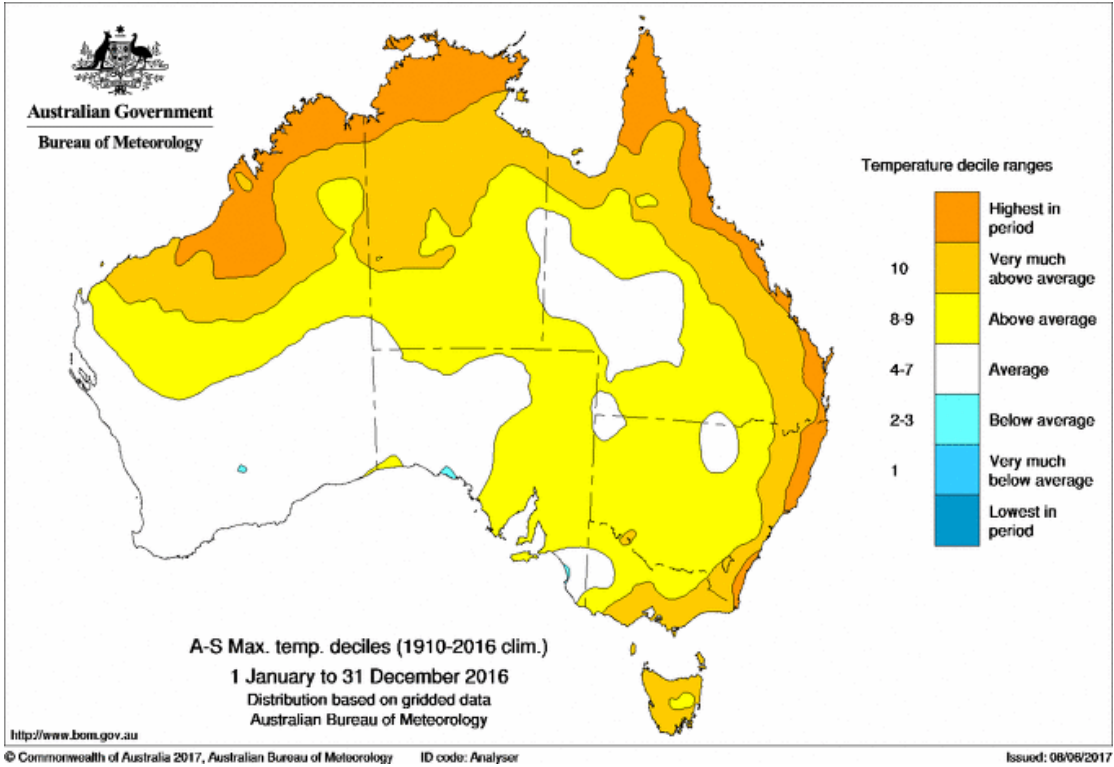 Australian Government
Bureau of Meteorology
Temperature decile ranges
Highest in
period
10
Very much
above average
8-9
Above average
4-7
Average
2-3
Below average
1
Very much
below average
Lowest in
period
A-S Max. temp. deciles (1910-2016 clim.)
1 January to 31 December 2016
Distribution based on gridded data
Australian Bureau of Meteorology
http://www.bom.gov.au
© Commonwealth of Australia 2017, Australian Bureau of Meteorology ID code: Analyser Issued: 08/06/2017